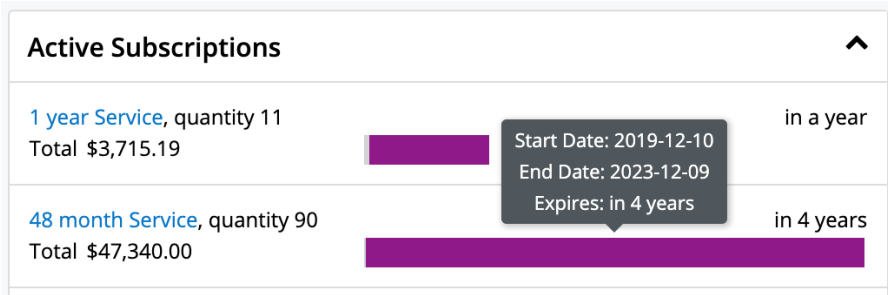 Active Subscriptions
1 year Service, quantity 11
in a year
Total $3,715.19
Start Date: 2019-12-10
End Date: 2023-12-09
Expires: in 4 years
48 month Service, quantity 90
in 4 years
Total $47,340.00